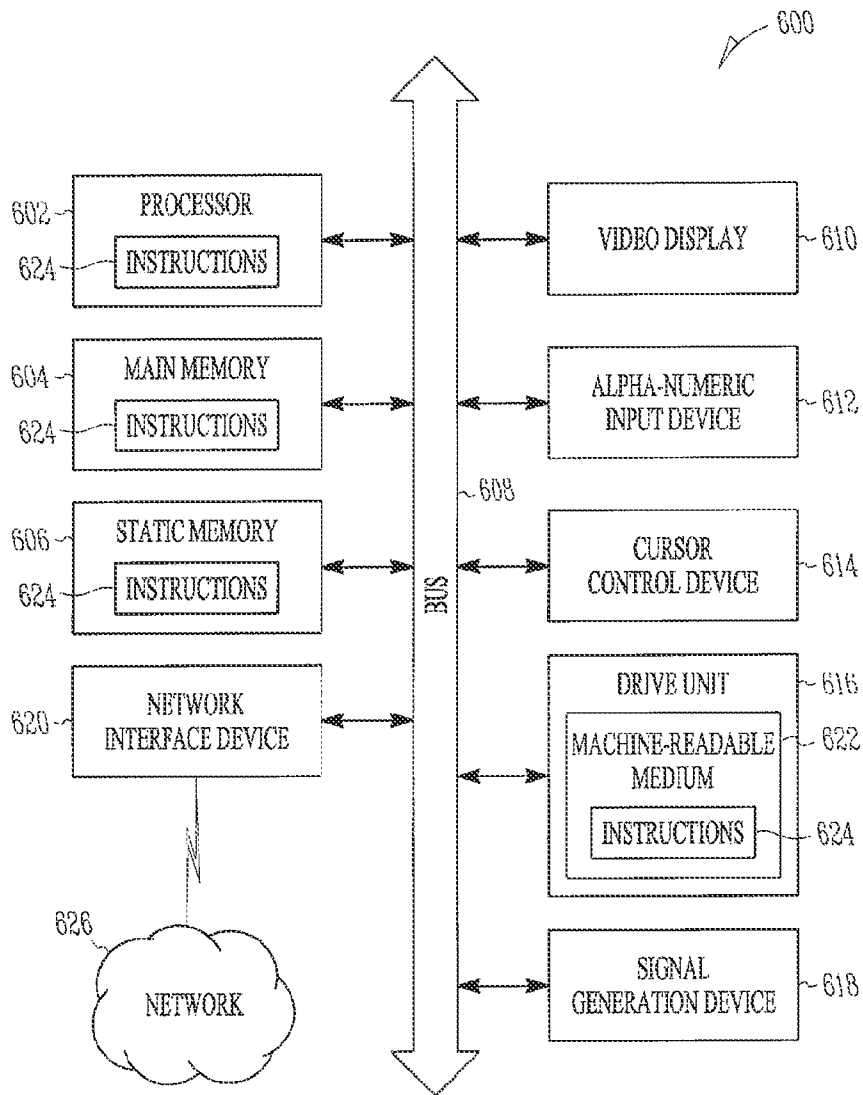 600
602
PROCESSOR
624
INSTRUCTIONS
604
MAIN MEMORY
624
INSTRUCTIONS
606
STATIC MEMORY
624
INSTRUCTIONS
620
NETWORK
INTERFACE DEVICE
626
NETWORK
BUS
608
VIDEO DISPLAY
610
ALPHA-NUMERIC
INPUT DEVICE
612
CURSOR
CONTROL DEVICE
614
DRIVE UNIT
616
MACHINE-READABLE
MEDIUM
622
INSTRUCTIONS
624
SIGNAL
GENERATION DEVICE
618